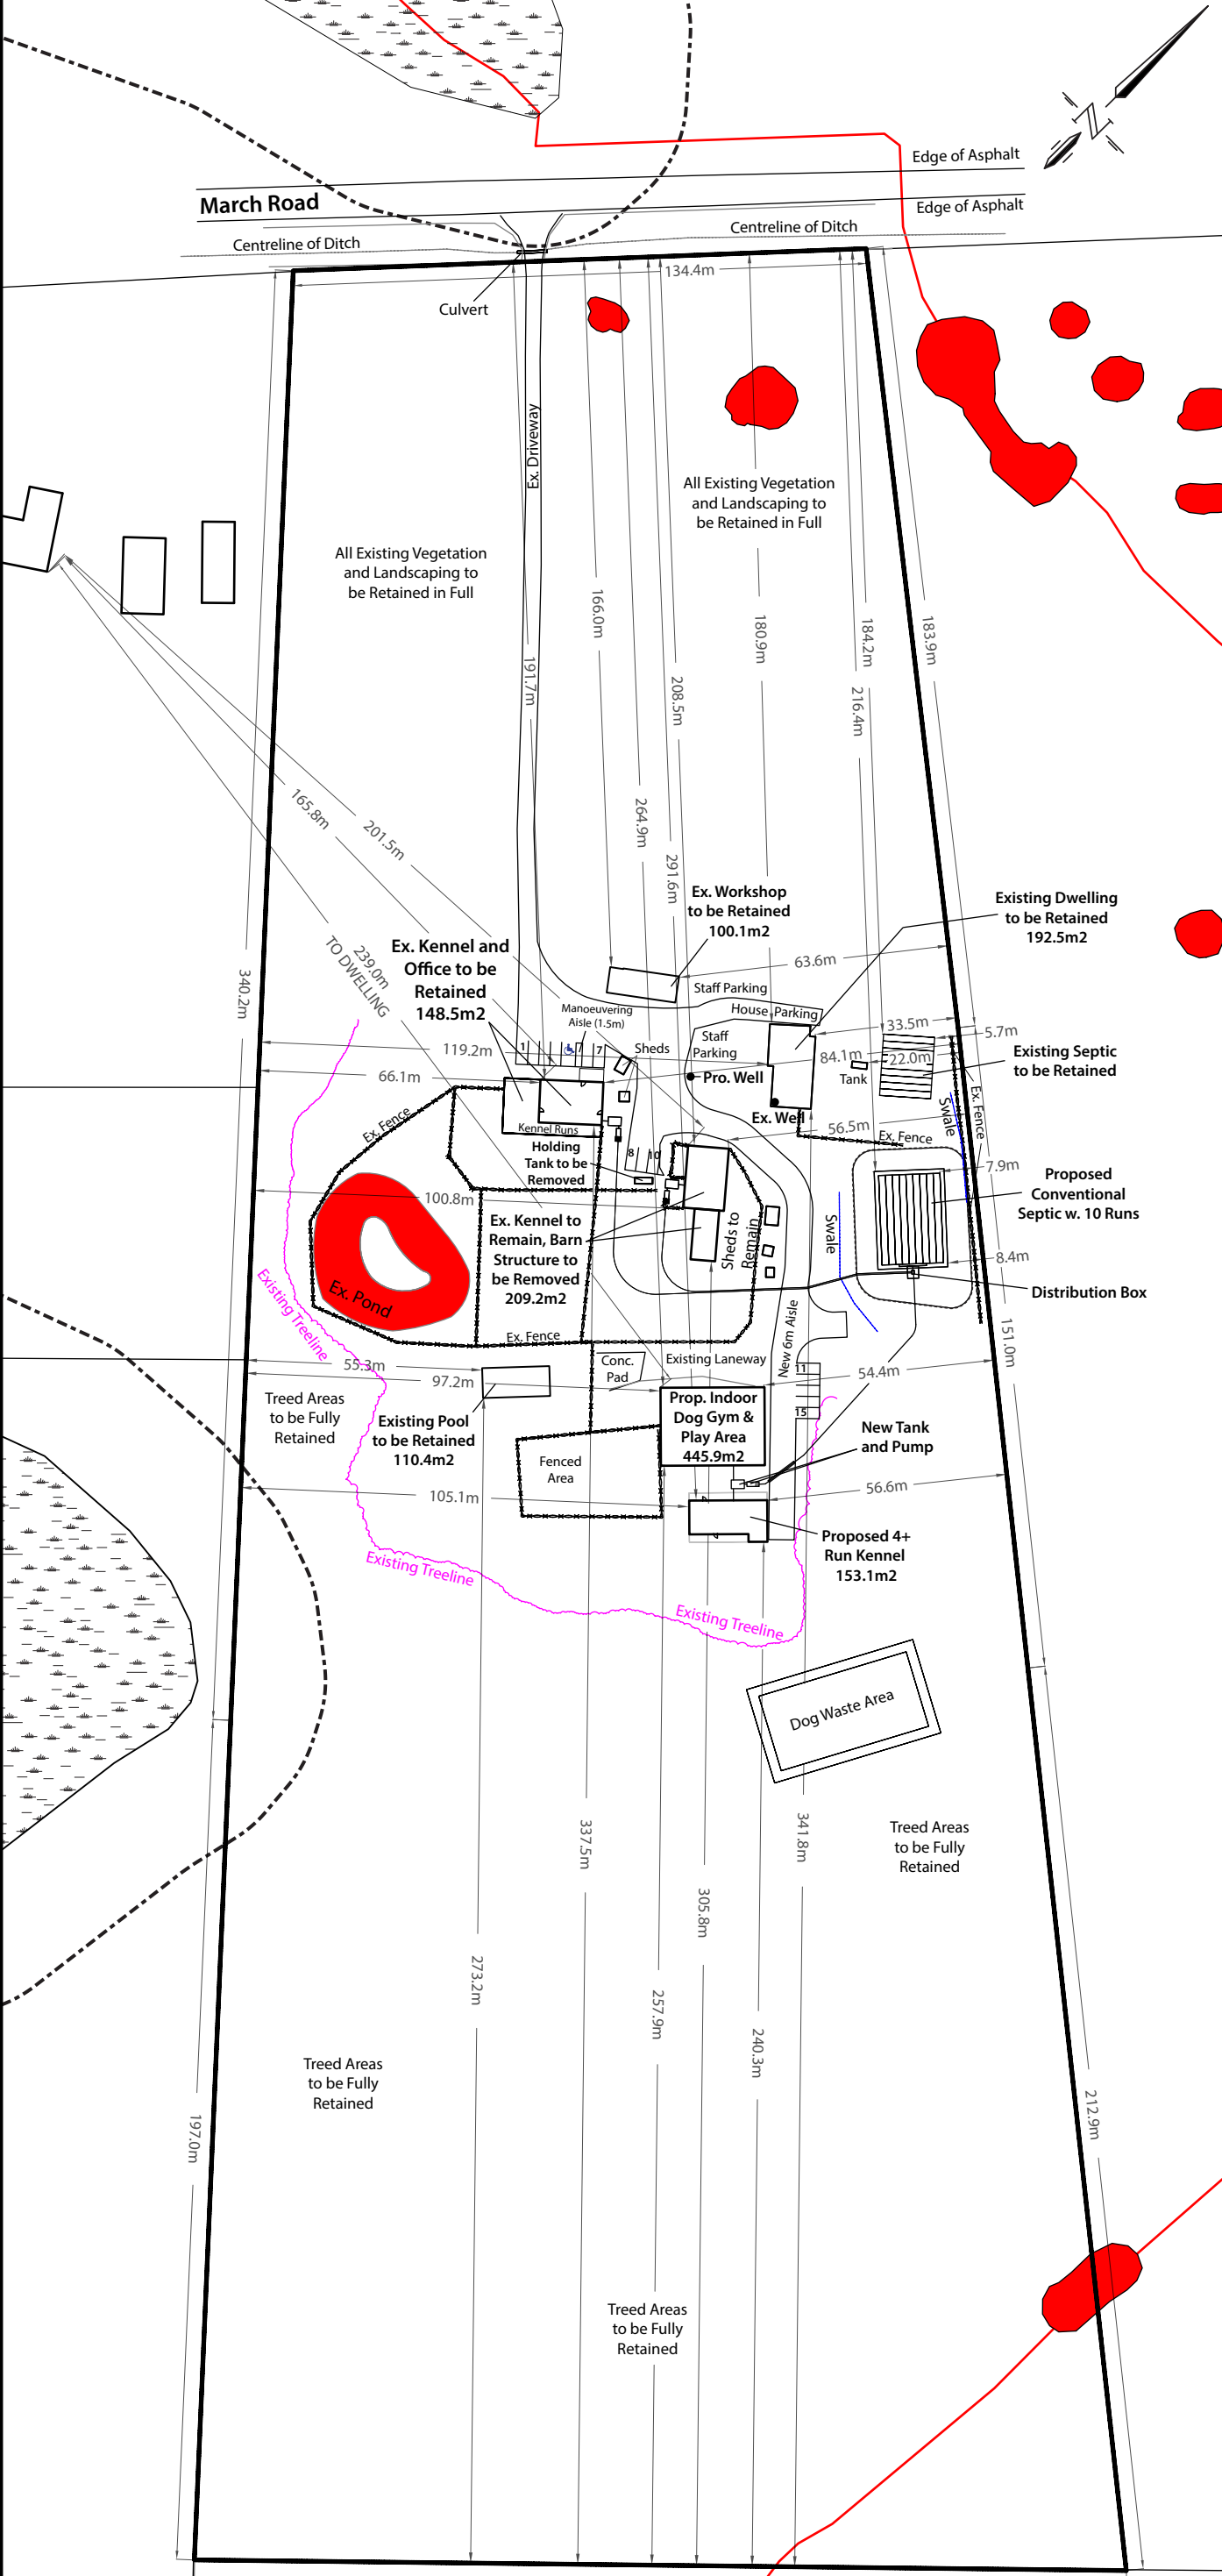 Edge of Asphalt
March Road
Edge of Asphalt
Centreline of Ditch
Centreline of Ditch
134.4m
Culvert
Ex. Driveway
All Existing Vegetation
and Landscaping to
be Retained in Full
All Existing Vegetation
and Landscaping to
be Retained in Full
166.0m
180.9m
184.2m
183.9m
191.7m
208.5m
216.4m
165.8m
201.5m
264.9m
291.6m
Ex. Workshop
to be Retained
100.1m2
Existing Dwelling
to be Retained
192.5m2
239.0m
TO DWELLING
340.2m
Ex. Kennel and
Office to be
Retained
148.5m2
63.6m
Staff Parking
House Parking
Manoeuvering
Aisle (1.5m)
33.5m
5.7m
Staff
Parking
119.2m
1
7
7
Sheds
84.1m
22.0m
Existing Septic
to be Retained
66.1m
Pro. Well
Tank
Ex. Well
Ex. Fence
Swale
Ex. Fence
Kennel Runs
56.5m
Ex. Fence
Holding
Tank to be
Removed
8
10
7.9m
Proposed
Conventional
Septic w. 10 Runs
100.8m
Ex. Kennel to
Remain, Barn
Structure to
be Removed
209.2m2
Sheds to
Remain
Swale
8.4m
Ex. Pond
Distribution Box
Existing Treeline
Ex. Fence
New 6m Aisle
151.0m
55.3m
97.2m
Conc.
Pad
Existing Laneway
11
54.4m
Treed Areas
to be Fully
Retained
Existing Pool
to be Retained
110.4m2
Prop. Indoor
Dog Gym &
Play Area
445.9m2
15
New Tank
and Pump
Fenced
Area
105.1m
56.6m
Proposed 4+
Run Kennel
153.1m2
Existing Treeline
Existing Treeline
Dog Waste Area
337.5m
341.8m
Treed Areas
to be Fully
Retained
305.8m
273.2m
257.9m
240.3m
Treed Areas
to be Fully
Retained
197.0m
212.9m
Treed Areas
to be Fully
Retained